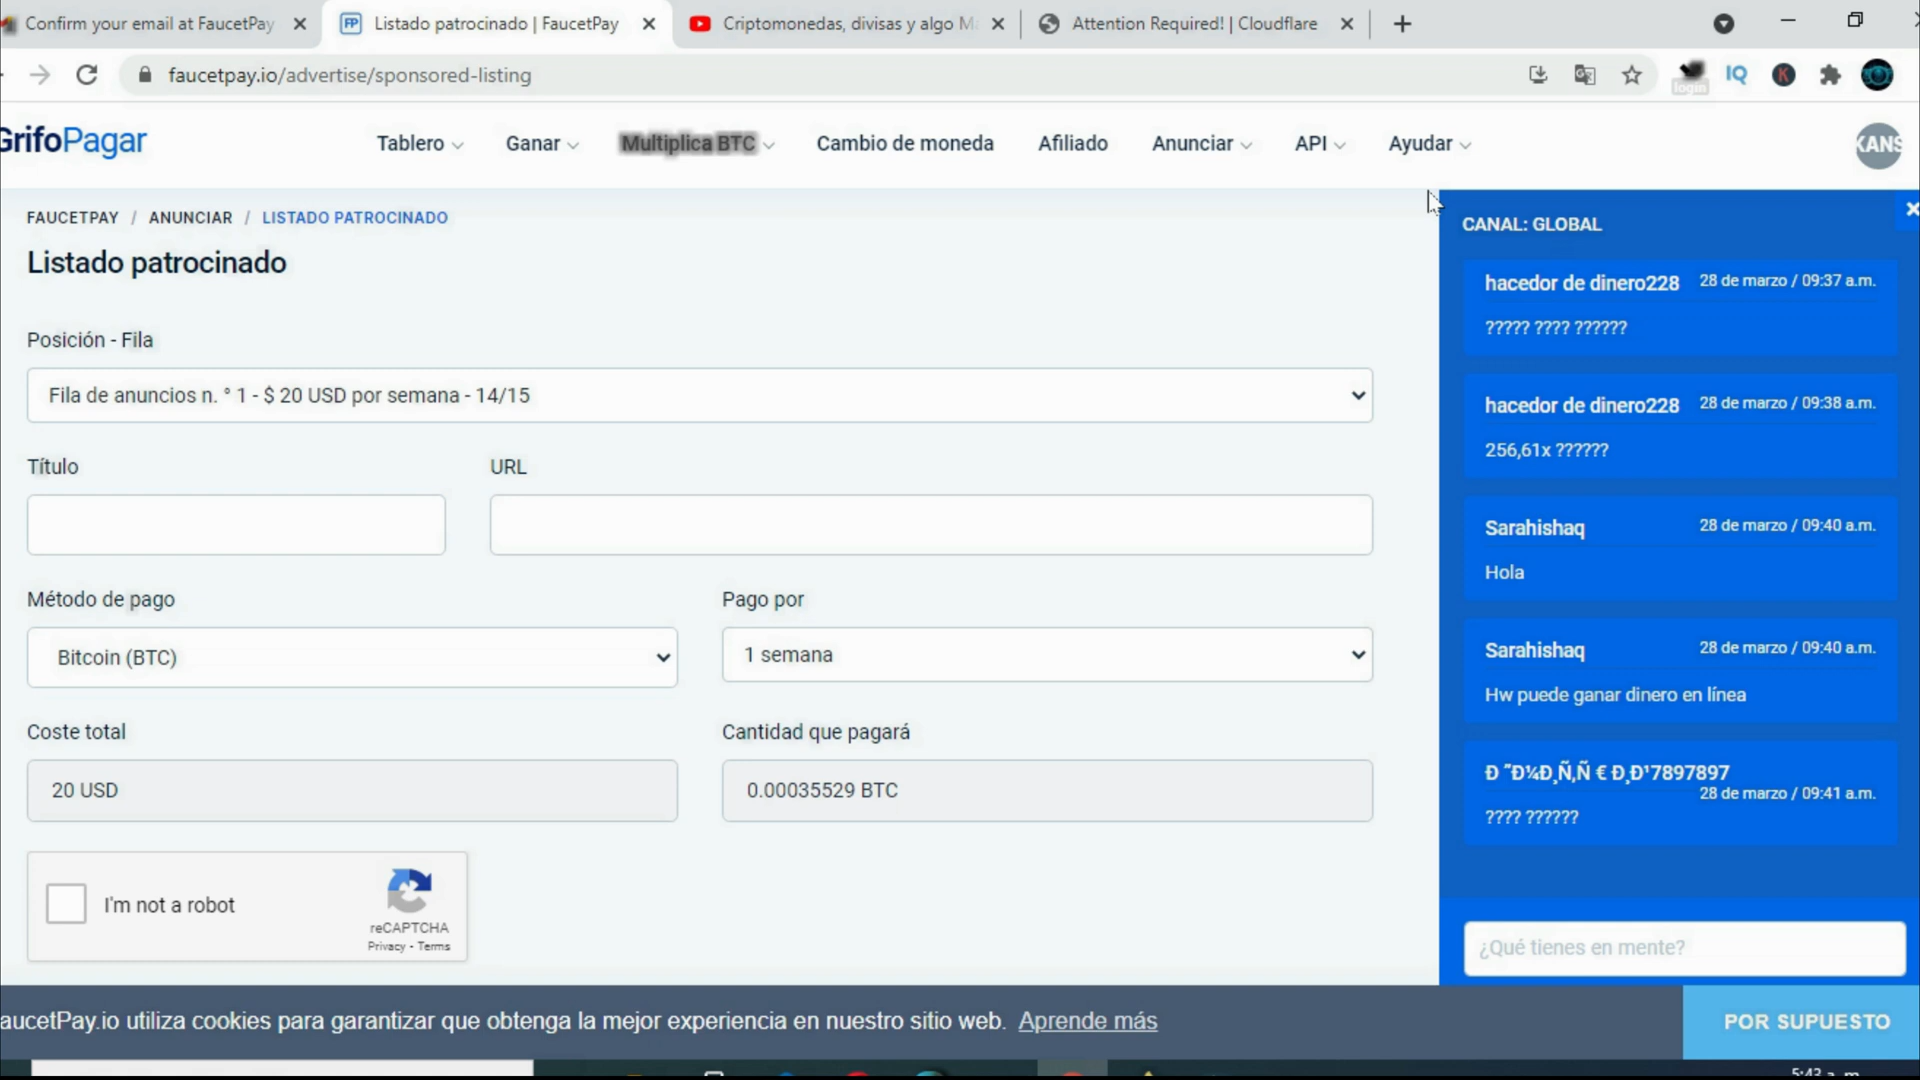 Confirm your email at FaucetPay
Listado patrocinado | FaucetPay
Criptomonedas, divisas y algo M
Attention Required! | Cloudflare
faucetpay.io/advertise/sponsored-listing
login
IQ
K
GrifoPagar
Tablero
Ganar
Multiplica BTC
Cambio de moneda
Afiliado
Anunciar
API
Ayudar
KANS
FAUCETPAY / ANUNCIAR / LISTADO PATROCINADO
Listado patrocinado
Posición - Fila
Fila de anuncios n. ° 1 - $ 20 USD por semana - 14/15
Título
URL
Método de pago
Pago por
Bitcoin (BTC)
1 semana
Coste total
Cantidad que pagará
20 USD
0.00035529 BTC
I'm not a robot
reCAPTCHA
Privacy - Terms
CANAL: GLOBAL
hacedor de dinero228 28 de marzo / 09:37 a.m.
????? ???? ??????
hacedor de dinero228 28 de marzo / 09:38 a.m.
256,61x ??????
Sarahishaq 28 de marzo / 09:40 a.m.
Hola
Sarahishaq 28 de marzo / 09:40 a.m.
Hw puede ganar dinero en línea
Ð ˝Ð¼Ð¸Ñ‚Ñ € Ð¸Ð¹7897897
28 de marzo / 09:41 a.m.
???? ??????
¿Qué tienes en mente?
aucetPay.io utiliza cookies para garantizar que obtenga la mejor experiencia en nuestro sitio web. Aprende más
POR SUPUESTO